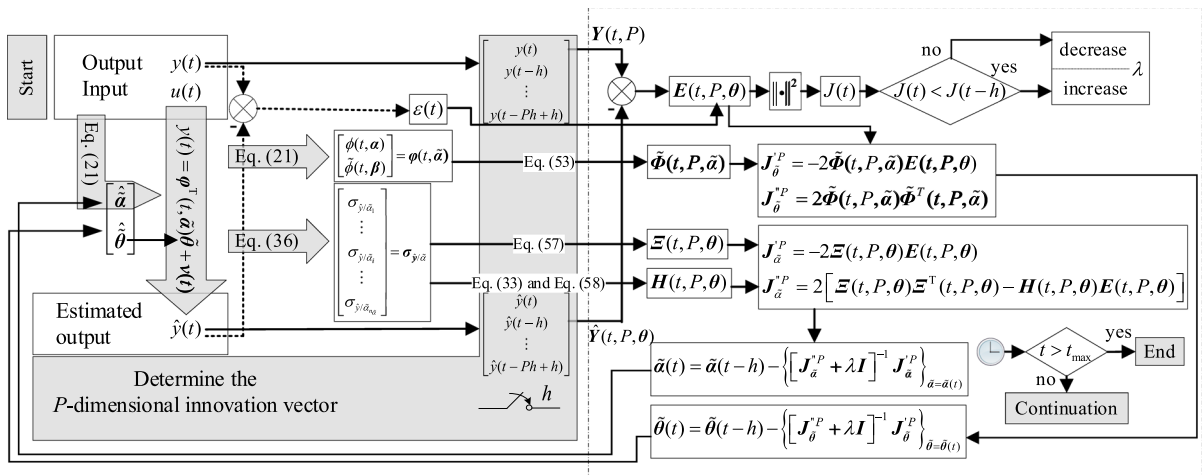 Start
Output
Input
y(t)
u(t)
Eq. (21)
y(t) = φᵀ(t,α̃)θ̃ + v(t)
α̃̂
θ̃̂
Estimated
output
ŷ(t)
-
ε(t)
Eq. (21)
ϕ(t,α)
ϕ̃(t,β)
= φ(t,α̃)
Eq. (36)
σ_{ŷ/α̃₁}
⋮
σ_{ŷ/α̃ᵢ}
⋮
σ_{ŷ/α̃_{n_α̃}}
= σ_{ŷ/α̃}
y(t)
y(t-h)
⋮
y(t-Ph+h)
Eq. (53)
Eq. (57)
Eq. (33) and Eq. (58)
ŷ(t)
ŷ(t-h)
⋮
ŷ(t-Ph+h)
h
Determine the
P-dimensional innovation vector
Y(t,P)
-
Ŷ(t,P,θ)
E(t,P,θ)
‖•‖²
J(t)
J(t) < J(t-h)
no
yes
decrease
increase
λ
Φ̃(t,P,α̃)
J'ᴾ_θ̃ = -2Φ̃(t,P,α̃)E(t,P,θ)
J"ᴾ_θ̃ = 2Φ̃(t,P,α̃)Φ̃ᵀ(t,P,α̃)
Ξ(t,P,θ)
H(t,P,θ)
J'ᴾ_α̃ = -2Ξ(t,P,θ)E(t,P,θ)
J"ᴾ_α̃ = 2[Ξ(t,P,θ)Ξᵀ(t,P,θ) - H(t,P,θ)E(t,P,θ)]
α̃(t) = α̃(t-h) - {[J"ᴾ_α̃ + λI]⁻¹ J'ᴾ_α̃}_{α̃=α̃(t)}
θ̃(t) = θ̃(t-h) - {[J"ᴾ_θ̃ + λI]⁻¹ J'ᴾ_θ̃}_{θ̃=θ̃(t)}
t > t_max
yes
End
no
Continuation